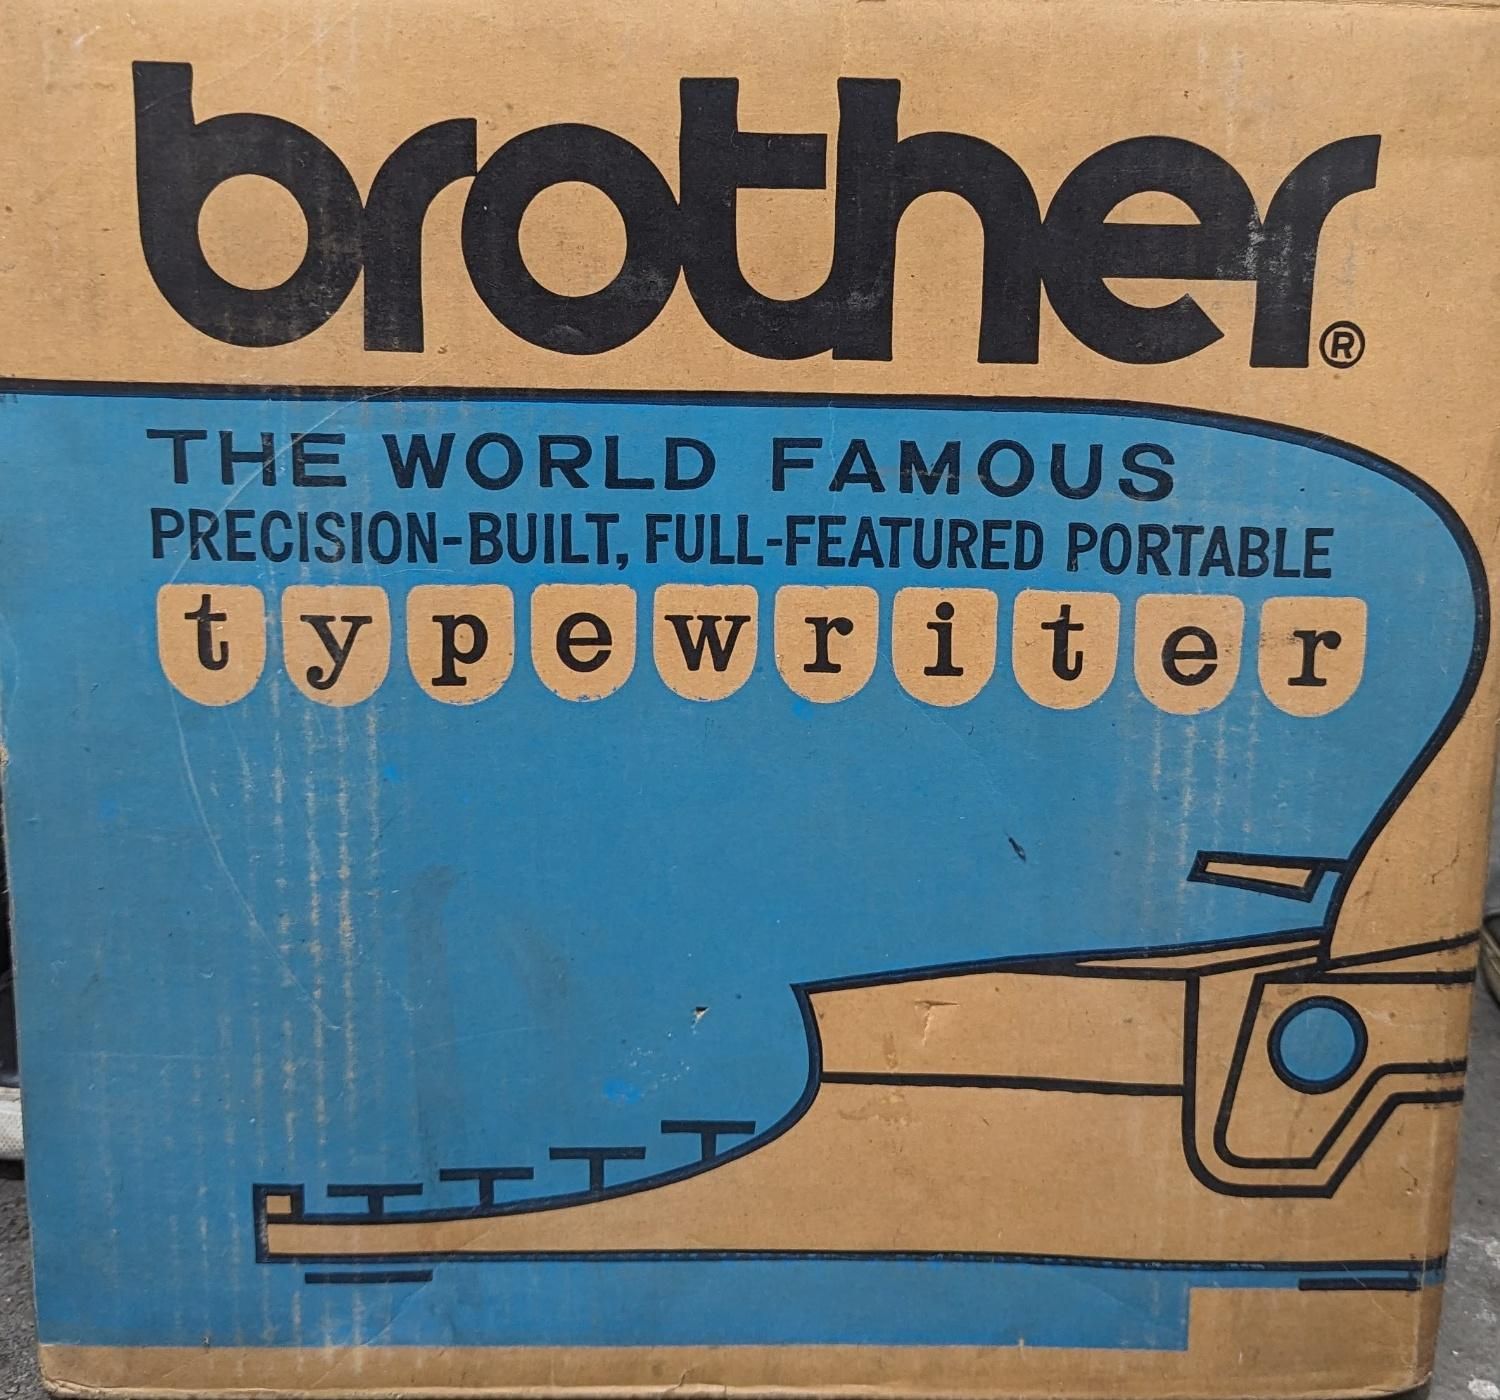 brother®
THE WORLD FAMOUS
PRECISION-BUILT, FULL-FEATURED PORTABLE
typewriter